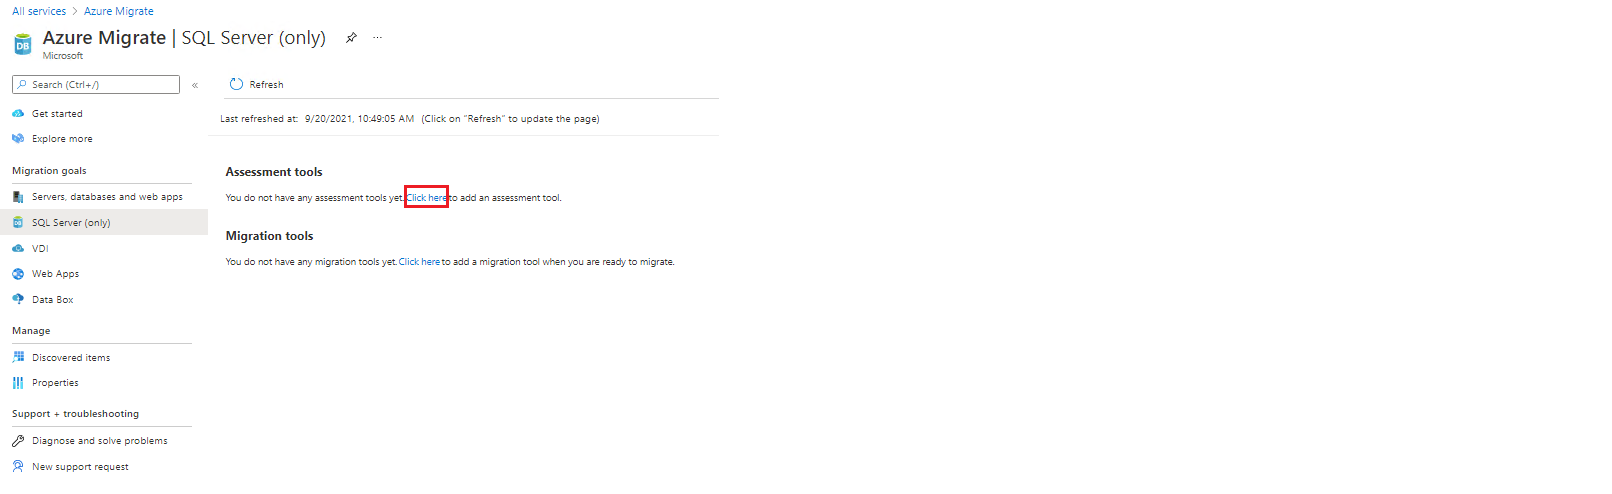 All services > Azure Migrate
Azure Migrate | SQL Server (only) ...
Microsoft
Search (Ctrl+/) «
Get started
Explore more
Migration goals
Servers, databases and web apps
SQL Server (only)
VDI
Web Apps
Data Box
Manage
Discovered items
Properties
Support + troubleshooting
Diagnose and solve problems
New support request
Refresh
Last refreshed at: 9/20/2021, 10:49:05 AM (Click on "Refresh" to update the page)
Assessment tools
You do not have any assessment tools yet. Click here to add an assessment tool.
Migration tools
You do not have any migration tools yet. Click here to add a migration tool when you are ready to migrate.